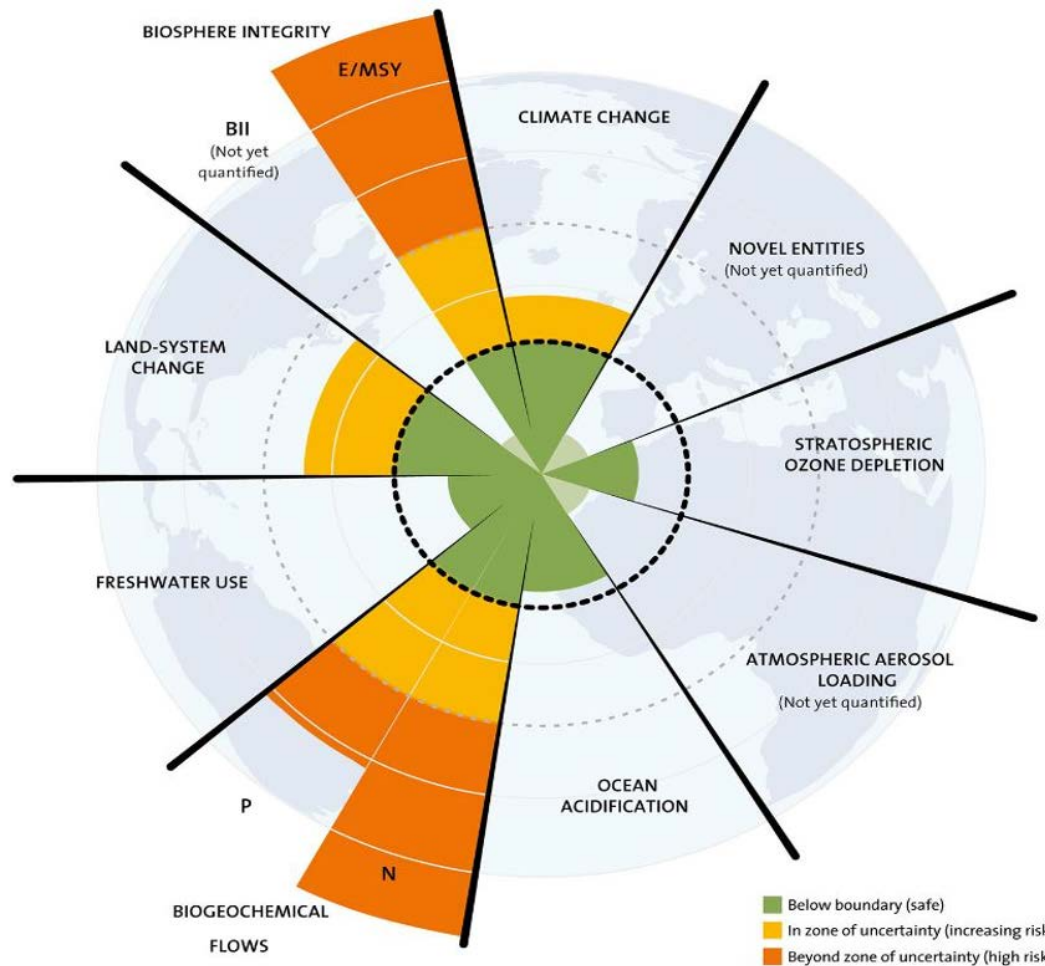 BIOSPHERE INTEGRITY
E/MSY
BII
(Not yet
quantified)
CLIMATE CHANGE
NOVEL ENTITIES
(Not yet quantified)
LAND-SYSTEM
CHANGE
STRATOSPHERIC
OZONE DEPLETION
FRESHWATER USE
ATMOSPHERIC AEROSOL
LOADING
(Not yet quantified)
OCEAN
ACIDIFICATION
P
N
BIOGEOCHEMICAL
FLOWS
Below boundary (safe)
In zone of uncertainty (increasing risk
Beyond zone of uncertainty (high risk